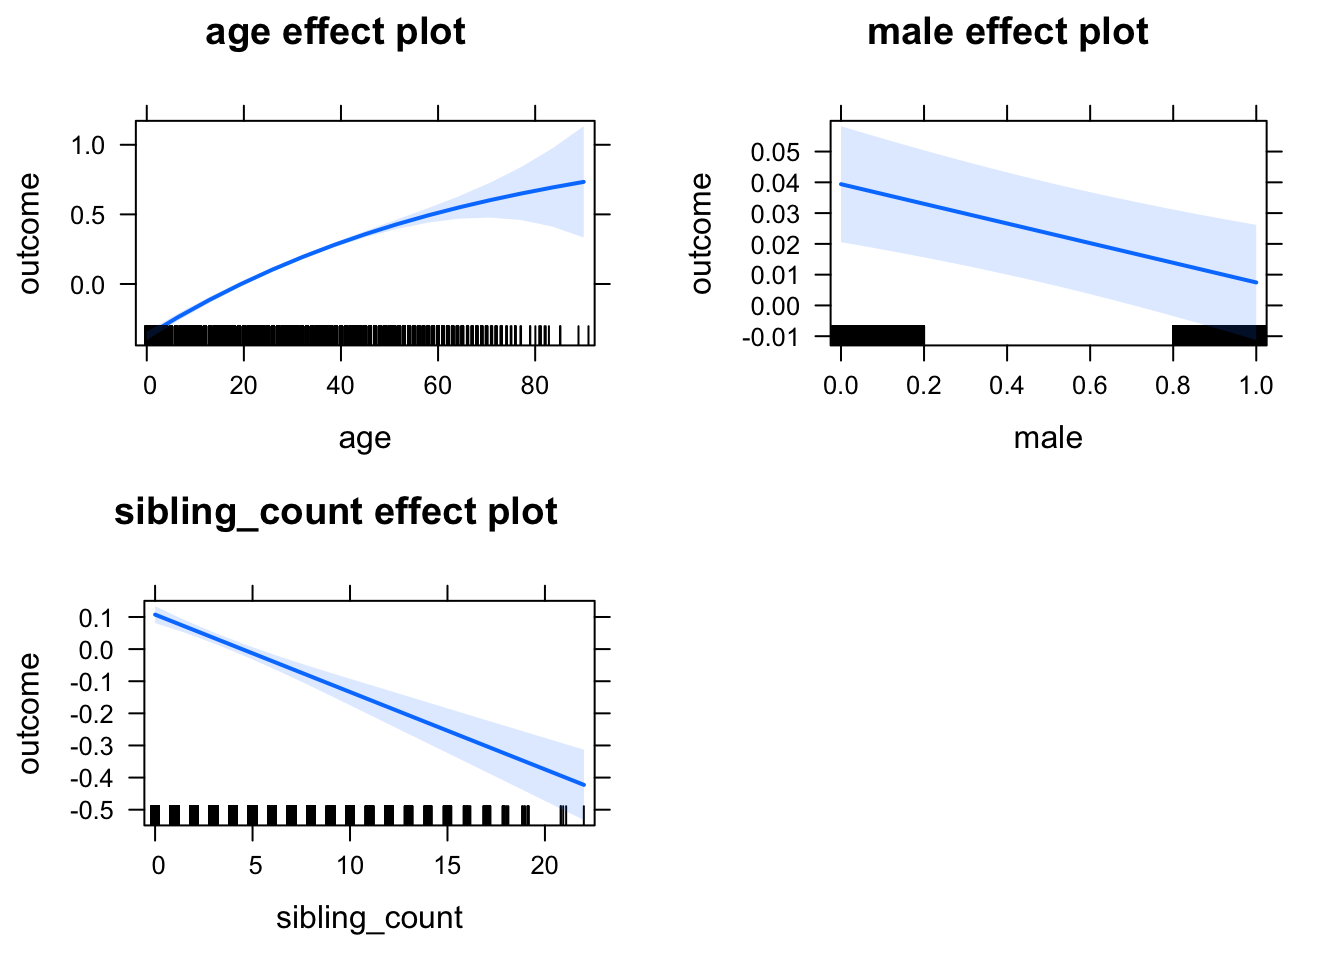 age effect plot
outcome
1.0
0.5
0.0
0 20 40 60 80
age
male effect plot
outcome
0.05
0.04
0.03
0.02
0.01
0.00
-0.01
0.0 0.2 0.4 0.6 0.8 1.0
male
sibling_count effect plot
outcome
0.1
0.0
-0.1
-0.2
-0.3
-0.4
-0.5
0 5 10 15 20
sibling_count